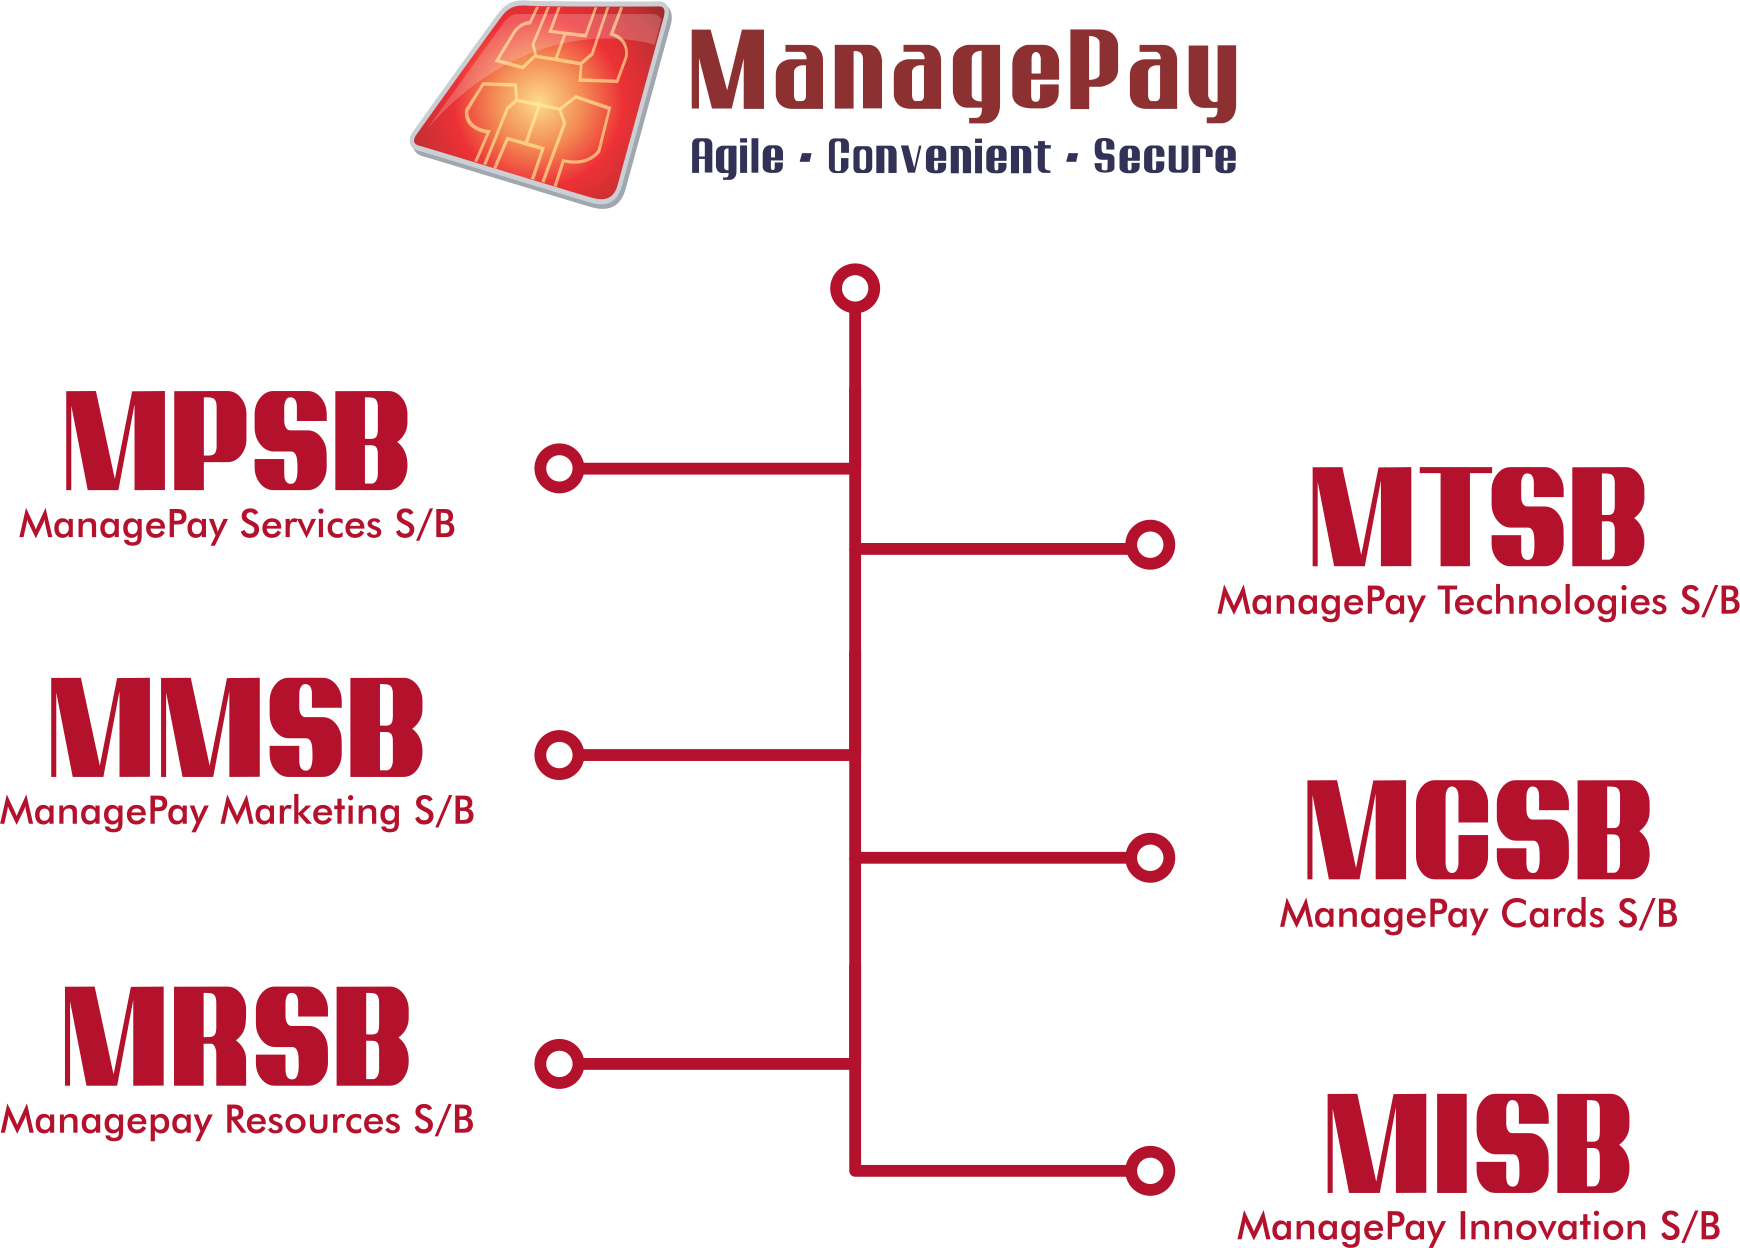 ManagePay
Agile - Convenient - Secure
MPSB
ManagePay Services S/B
MTSB
ManagePay Technologies S/B
MMSB
ManagePay Marketing S/B
MCSB
ManagePay Cards S/B
MRSB
Managepay Resources S/B
MISB
ManagePay Innovation S/B